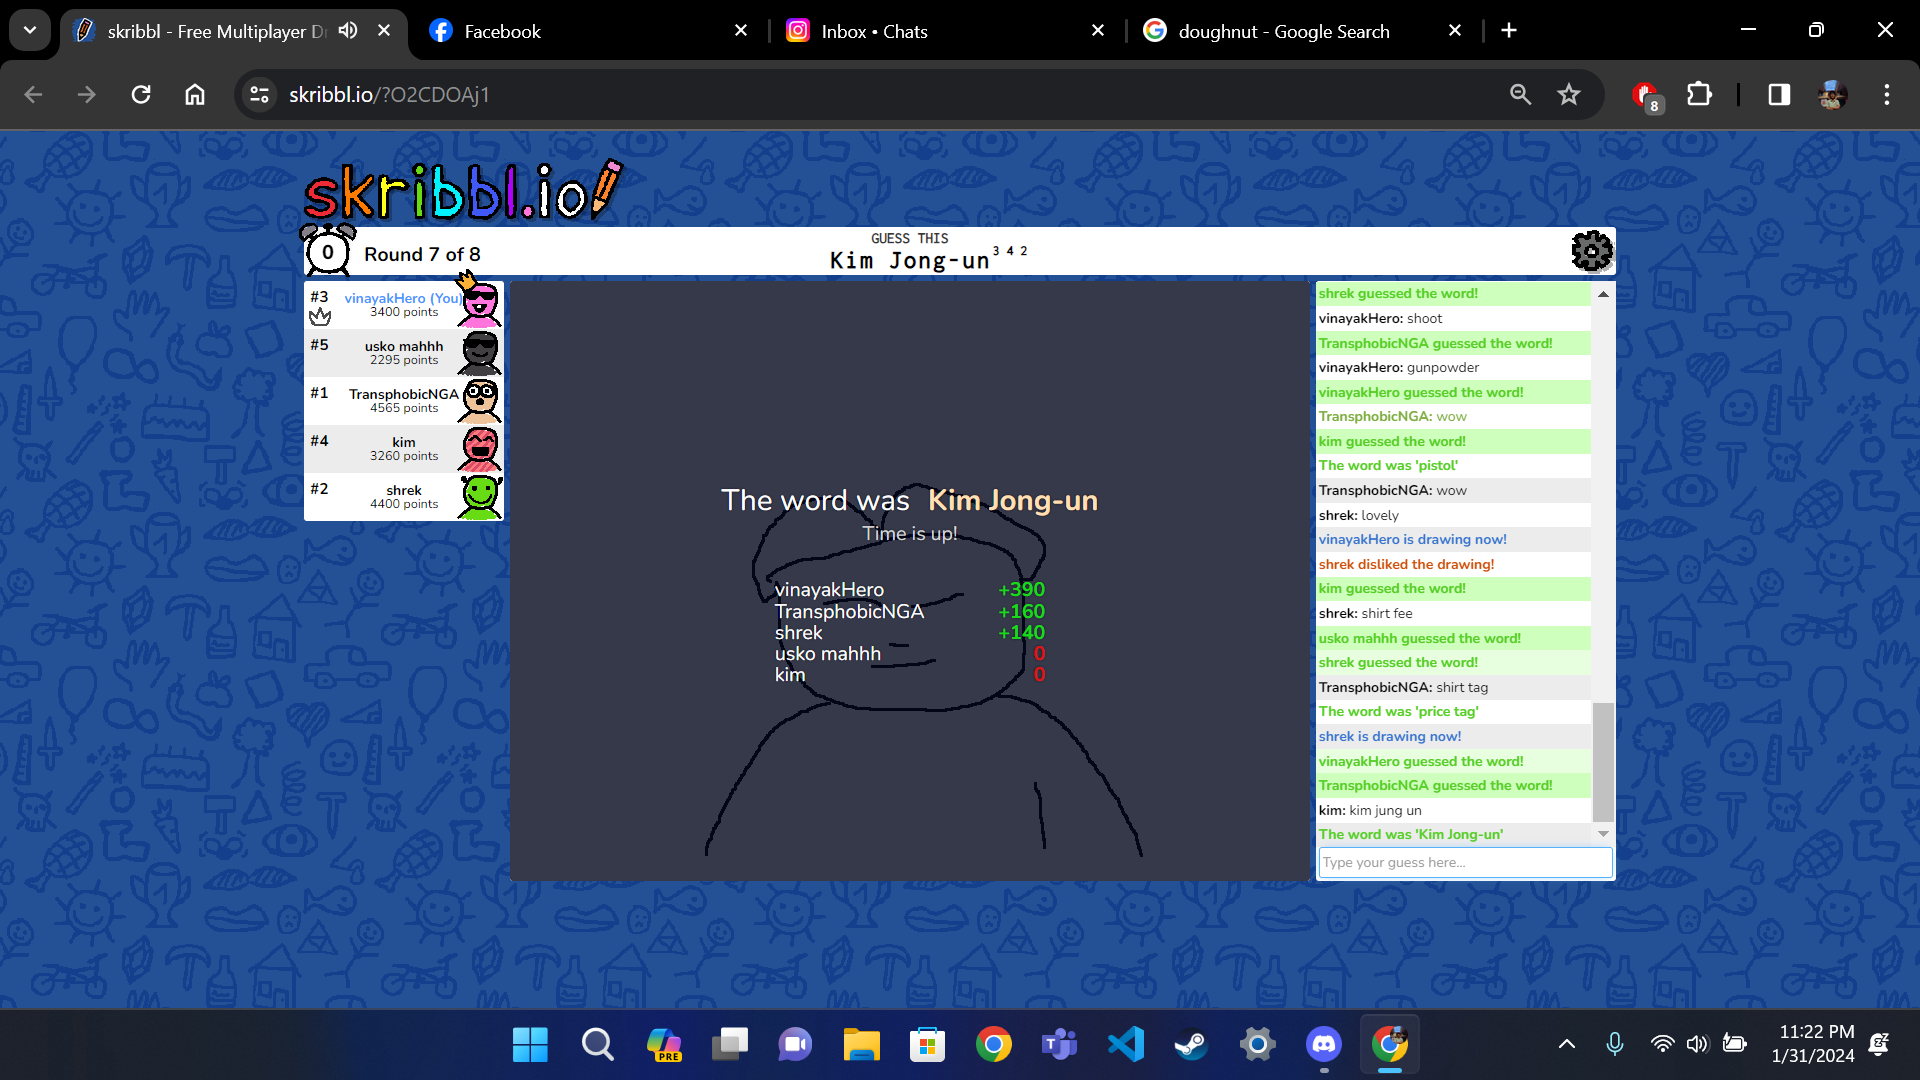 skribbl - Free Multiplayer Dr
Facebook
Inbox • Chats
doughnut - Google Search
skribbl.io/?O2CDOAj1
8
skribbl.io
0
Round 7 of 8
GUESS THIS
Kim Jong-un 3 4 2
#3
vinayakHero (You)
3400 points
#5
usko mahhh
2295 points
#1
TransphobicNGA
4565 points
#4
kim
3260 points
#2
shrek
4400 points
The word was Kim Jong-un
Time is up!
vinayakHero +390
TransphobicNGA +160
shrek +140
usko mahhh 0
kim 0
shrek guessed the word!
vinayakHero: shoot
TransphobicNGA guessed the word!
vinayakHero: gunpowder
vinayakHero guessed the word!
TransphobicNGA: wow
kim guessed the word!
The word was 'pistol'
TransphobicNGA: wow
shrek: lovely
vinayakHero is drawing now!
shrek disliked the drawing!
kim guessed the word!
shrek: shirt fee
usko mahhh guessed the word!
shrek guessed the word!
TransphobicNGA: shirt tag
The word was 'price tag'
shrek is drawing now!
vinayakHero guessed the word!
TransphobicNGA guessed the word!
kim: kim jung un
The word was 'Kim Jong-un'
Type your guess here...
PRE
11:22 PM
1/31/2024